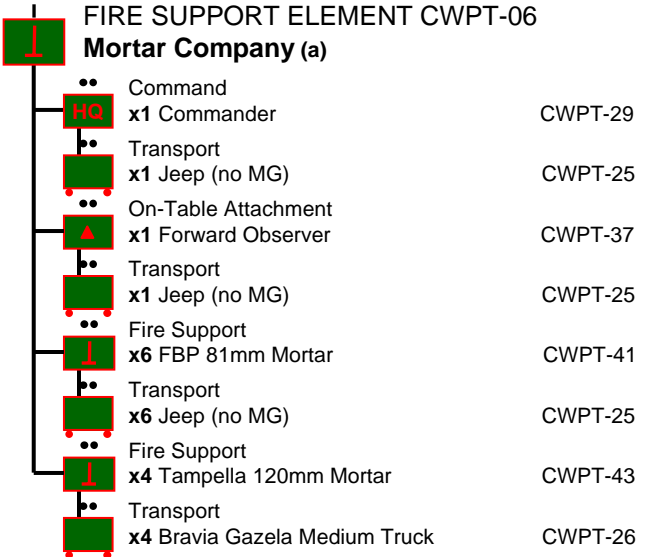 FIRE SUPPORT ELEMENT CWPT-06
Mortar Company (a)
Command
HQ x1 Commander CWPT-29
Transport
x1 Jeep (no MG) CWPT-25
On-Table Attachment
x1 Forward Observer CWPT-37
Transport
x1 Jeep (no MG) CWPT-25
Fire Support
x6 FBP 81mm Mortar CWPT-41
Transport
x6 Jeep (no MG) CWPT-25
Fire Support
x4 Tampella 120mm Mortar CWPT-43
Transport
x4 Bravia Gazela Medium Truck CWPT-26